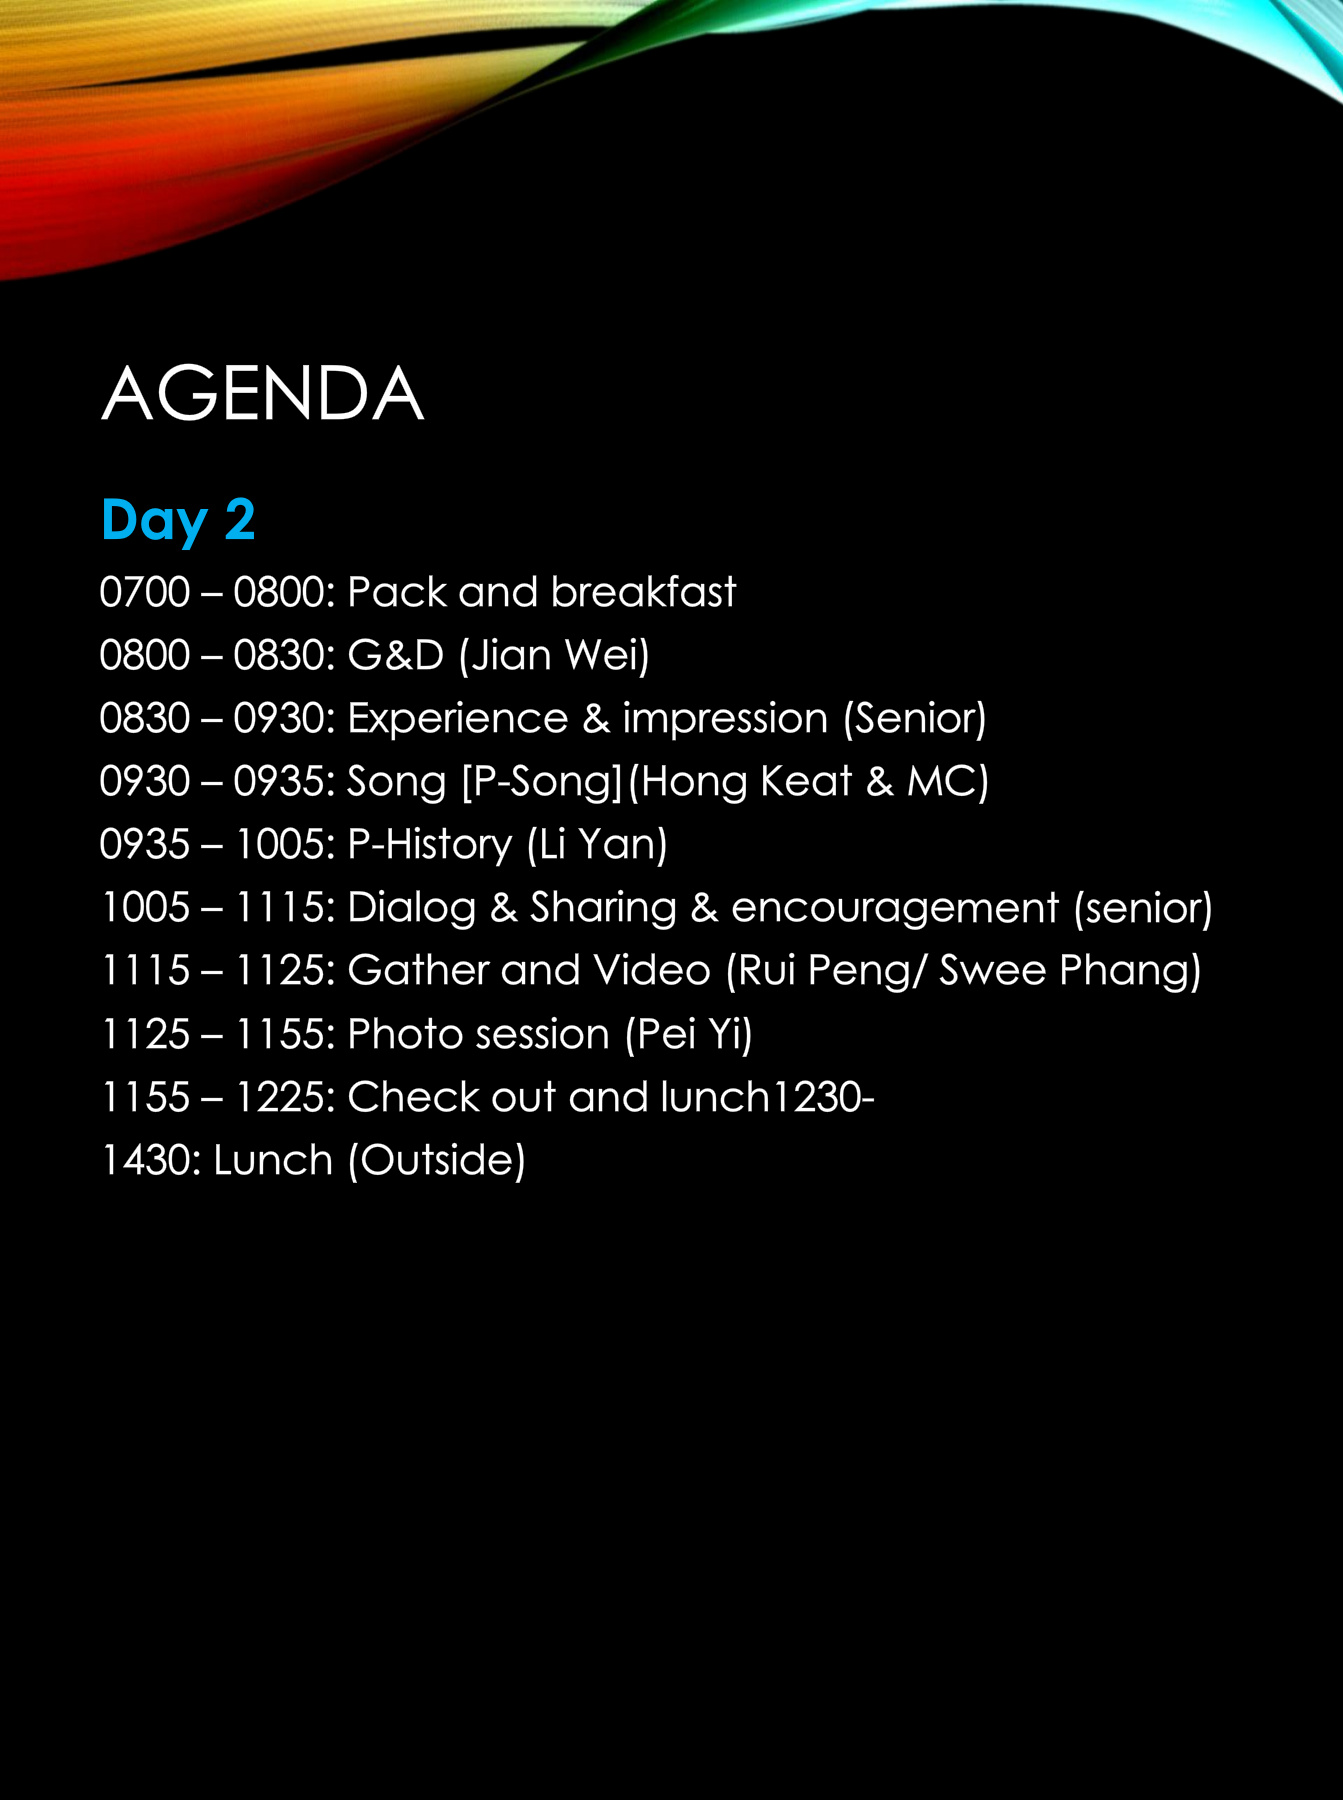 AGENDA
Day 2
0700 – 0800: Pack and breakfast
0800 – 0830: G&D (Jian Wei)
0830 – 0930: Experience & impression (Senior)
0930 – 0935: Song [P-Song](Hong Keat & MC)
0935 – 1005: P-History (Li Yan)
1005 – 1115: Dialog & Sharing & encouragement (senior)
1115 – 1125: Gather and Video (Rui Peng/ Swee Phang)
1125 – 1155: Photo session (Pei Yi)
1155 – 1225: Check out and lunch1230-
1430: Lunch (Outside)